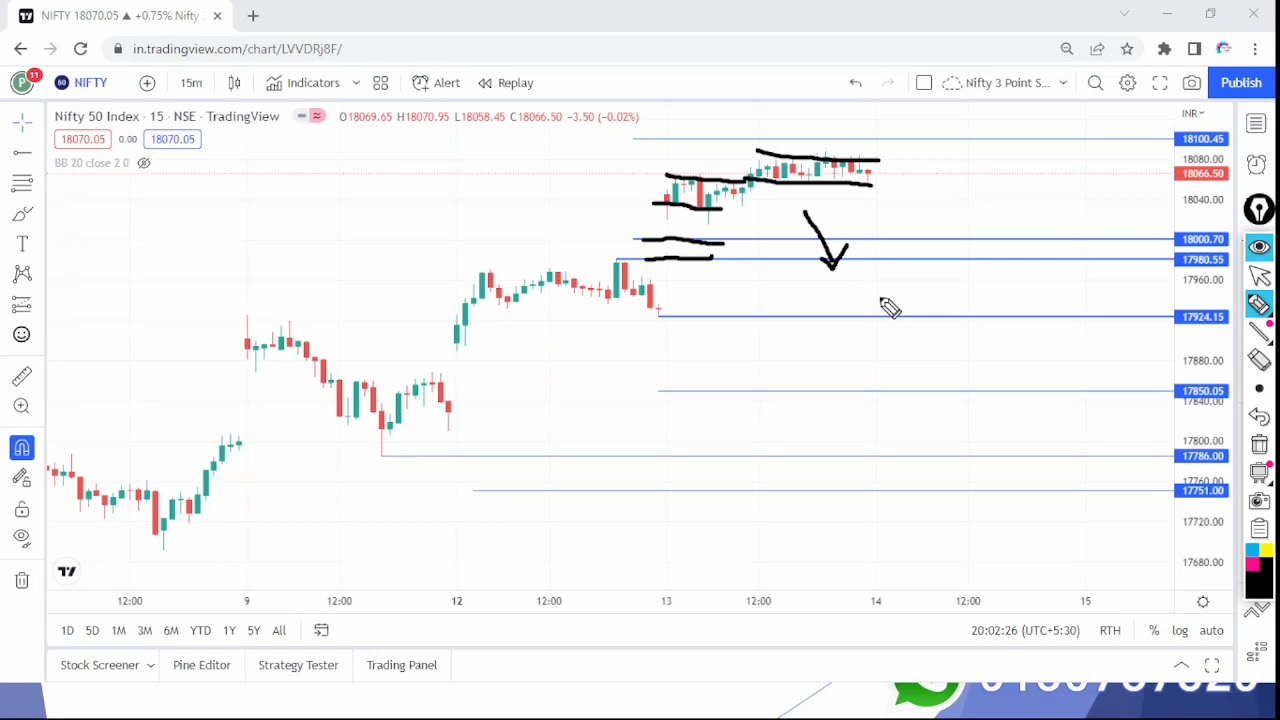 NIFTY 18070.05 ▲ +0.75% Nifty
in.tradingview.com/chart/LVVDRj8F/
P 11 50 NIFTY 15m Indicators Alert Replay Nifty 3 Point S... Publish
Nifty 50 Index · 15 · NSE · TradingView O18069.65 H18070.95 L18058.45 C18066.50 −3.50 (−0.02%) INR
18070.05 0.00 18070.05
BB 20 close 2 0
18100.45
18080.00
18066.50
18040.00
18000.70
17980.55
17960.00
17924.15
17880.00
17850.05
17840.00
17800.00
17786.00
17760.00
17751.00
17720.00
17680.00
12:00 9 12:00 12 12:00 13 12:00 14 12:00 15
1D 5D 1M 3M 6M YTD 1Y 5Y All 20:02:26 (UTC+5:30) RTH % log auto
Stock Screener Pine Editor Strategy Tester Trading Panel